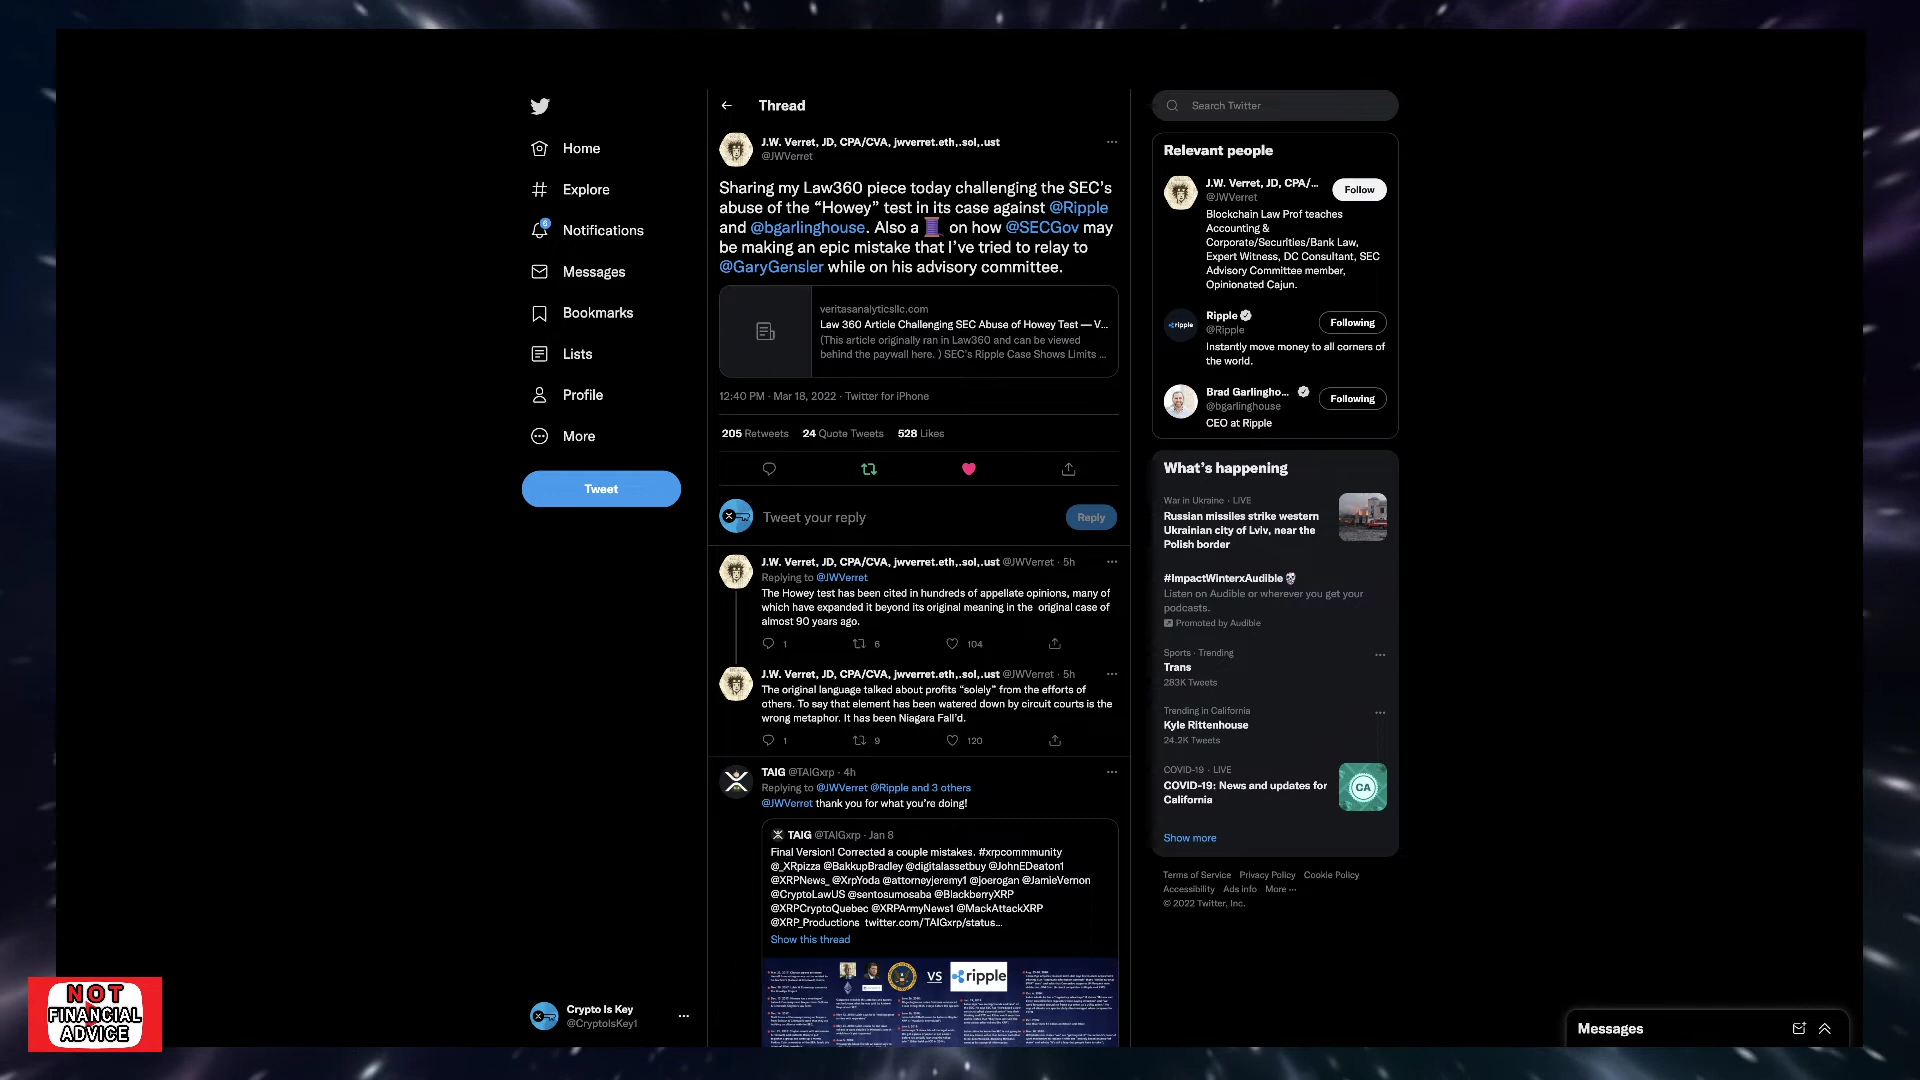 Home
Explore
6
Notifications
Messages
Bookmarks
Lists
Profile
More
Tweet
Crypto Is Key
@CryptoIsKey1
Thread
J.W. Verret, JD, CPA/CVA, jwverret.eth,.sol,.ust
@JWVerret
Sharing my Law360 piece today challenging the SEC's
abuse of the “Howey” test in its case against @Ripple
and @bgarlinghouse. Also a 🧵 on how @SECGov may
be making an epic mistake that I've tried to relay to
@GaryGensler while on his advisory committee.
veritasanalyticsllc.com
Law 360 Article Challenging SEC Abuse of Howey Test — V...
(This article originally ran in Law360 and can be viewed
behind the paywall here. ) SEC's Ripple Case Shows Limits ...
12:40 PM · Mar 18, 2022 · Twitter for iPhone
205 Retweets 24 Quote Tweets 528 Likes
Tweet your reply
Reply
J.W. Verret, JD, CPA/CVA, jwverret.eth,.sol,.ust @JWVerret · 5h
Replying to @JWVerret
The Howey test has been cited in hundreds of appellate opinions, many of
which have expanded it beyond its original meaning in the original case of
almost 90 years ago.
1 6 104
J.W. Verret, JD, CPA/CVA, jwverret.eth,.sol,.ust @JWVerret · 5h
The original language talked about profits “solely” from the efforts of
others. To say that element has been watered down by circuit courts is the
wrong metaphor. It has been Niagara Fall'd.
1 9 120
TAIG @TAIGxrp · 4h
Replying to @JWVerret @Ripple and 3 others
@JWVerret thank you for what you're doing!
TAIG @TAIGxrp · Jan 8
Final Version! Corrected a couple mistakes. #xrpcommmunity
@_XRpizza @BakkupBradley @digitalassetbuy @JohnEDeaton1
@XRPNews_ @XrpYoda @attorneyjeremy1 @joerogan @JamieVernon
@CryptoLawUS @sentosumosaba @BlackberryXRP
@XRPCryptoQuebec @XRPArmyNews1 @MackAttackXRP
@XRP_Productions twitter.com/TAIGxrp/status...
Show this thread
VS
ripple
Search Twitter
Relevant people
J.W. Verret, JD, CPA/...
@JWVerret
Follow
Blockchain Law Prof teaches
Accounting &
Corporate/Securities/Bank Law,
Expert Witness, DC Consultant, SEC
Advisory Committee member,
Opinionated Cajun.
ripple
Ripple
@Ripple
Following
Instantly move money to all corners of
the world.
Brad Garlingho...
@bgarlinghouse
Following
CEO at Ripple
What's happening
War in Ukraine · LIVE
Russian missiles strike western
Ukrainian city of Lviv, near the
Polish border
#ImpactWinterxAudible
Listen on Audible or wherever you get your
podcasts.
Promoted by Audible
Sports · Trending
Trans
283K Tweets
Trending in California
Kyle Rittenhouse
24.2K Tweets
COVID-19 · LIVE
COVID-19: News and updates for
California
CA
Show more
Terms of Service Privacy Policy Cookie Policy
Accessibility Ads info More ···
© 2022 Twitter, Inc.
Messages
NOT
FINANCIAL
ADVICE